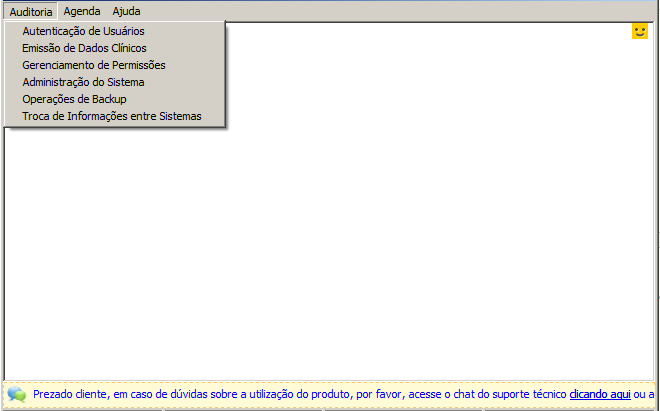 Auditoria Agenda Ajuda
Autenticação de Usuários
Emissão de Dados Clínicos
Gerenciamento de Permissões
Administração do Sistema
Operações de Backup
Troca de Informações entre Sistemas
Prezado cliente, em caso de dúvidas sobre a utilização do produto, por favor, acesse o chat do suporte técnico clicando aqui ou a